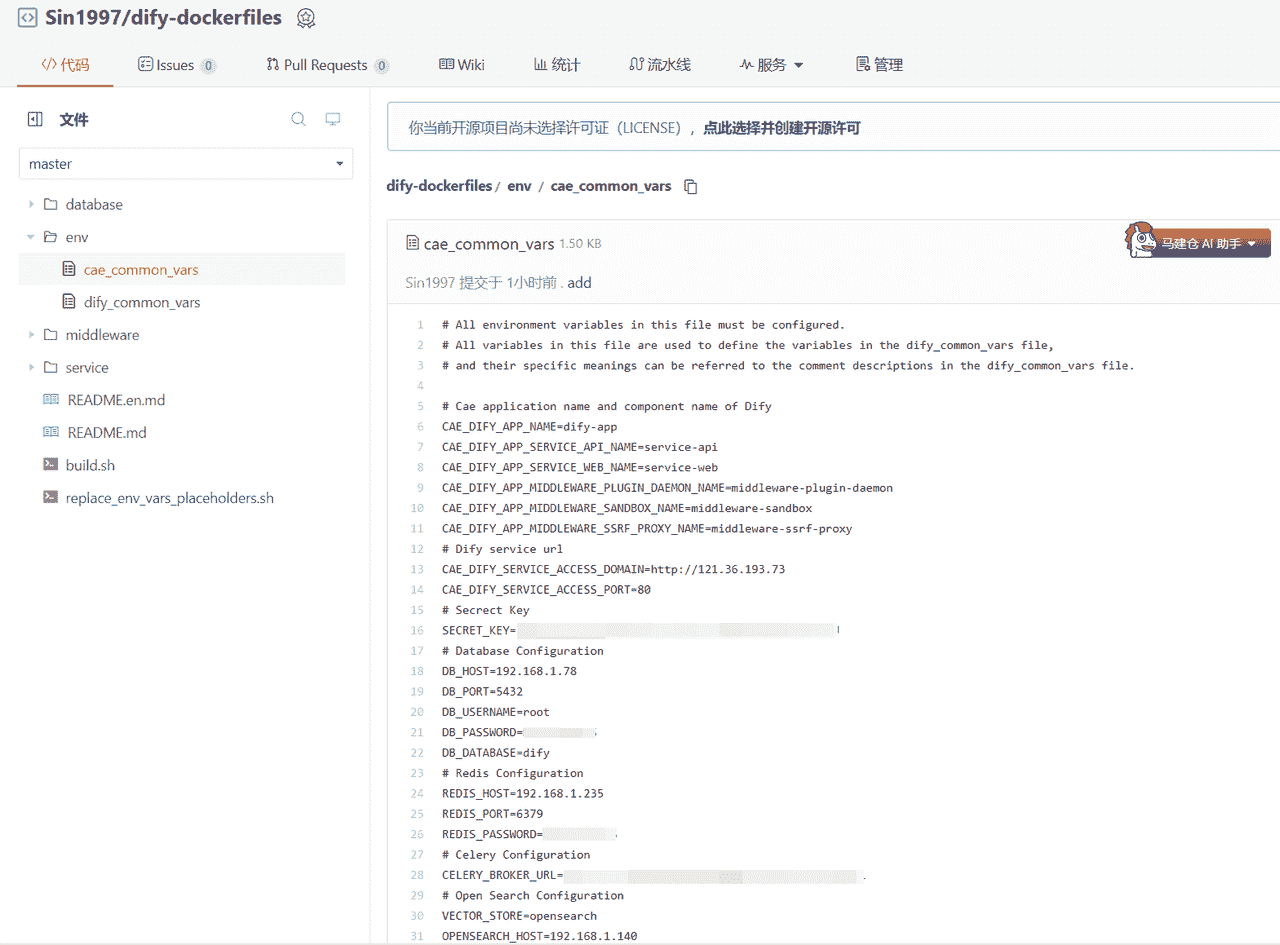 Sin1997/dify-dockerfiles
代码 Issues 0 Pull Requests 0 Wiki 统计 流水线 服务 管理
文件
master
database
env
cae_common_vars
dify_common_vars
middleware
service
README.en.md
README.md
build.sh
replace_env_vars_placeholders.sh
你当前开源项目尚未选择许可证（LICENSE），点此选择并创建开源许可
dify-dockerfiles / env / cae_common_vars
cae_common_vars 1.50 KB
马建仓 AI 助手
Sin1997 提交于 1小时前 . add
1 # All environment variables in this file must be configured.
2 # All variables in this file are used to define the variables in the dify_common_vars file,
3 # and their specific meanings can be referred to the comment descriptions in the dify_common_vars file.
4
5 # Cae application name and component name of Dify
6 CAE_DIFY_APP_NAME=dify-app
7 CAE_DIFY_APP_SERVICE_API_NAME=service-api
8 CAE_DIFY_APP_SERVICE_WEB_NAME=service-web
9 CAE_DIFY_APP_MIDDLEWARE_PLUGIN_DAEMON_NAME=middleware-plugin-daemon
10 CAE_DIFY_APP_MIDDLEWARE_SANDBOX_NAME=middleware-sandbox
11 CAE_DIFY_APP_MIDDLEWARE_SSRF_PROXY_NAME=middleware-ssrf-proxy
12 # Dify service url
13 CAE_DIFY_SERVICE_ACCESS_DOMAIN=http://121.36.193.73
14 CAE_DIFY_SERVICE_ACCESS_PORT=80
15 # Secrect Key
16 SECRET_KEY=
17 # Database Configuration
18 DB_HOST=192.168.1.78
19 DB_PORT=5432
20 DB_USERNAME=root
21 DB_PASSWORD=
22 DB_DATABASE=dify
23 # Redis Configuration
24 REDIS_HOST=192.168.1.235
25 REDIS_PORT=6379
26 REDIS_PASSWORD=
27 # Celery Configuration
28 CELERY_BROKER_URL=
29 # Open Search Configuration
30 VECTOR_STORE=opensearch
31 OPENSEARCH_HOST=192.168.1.140